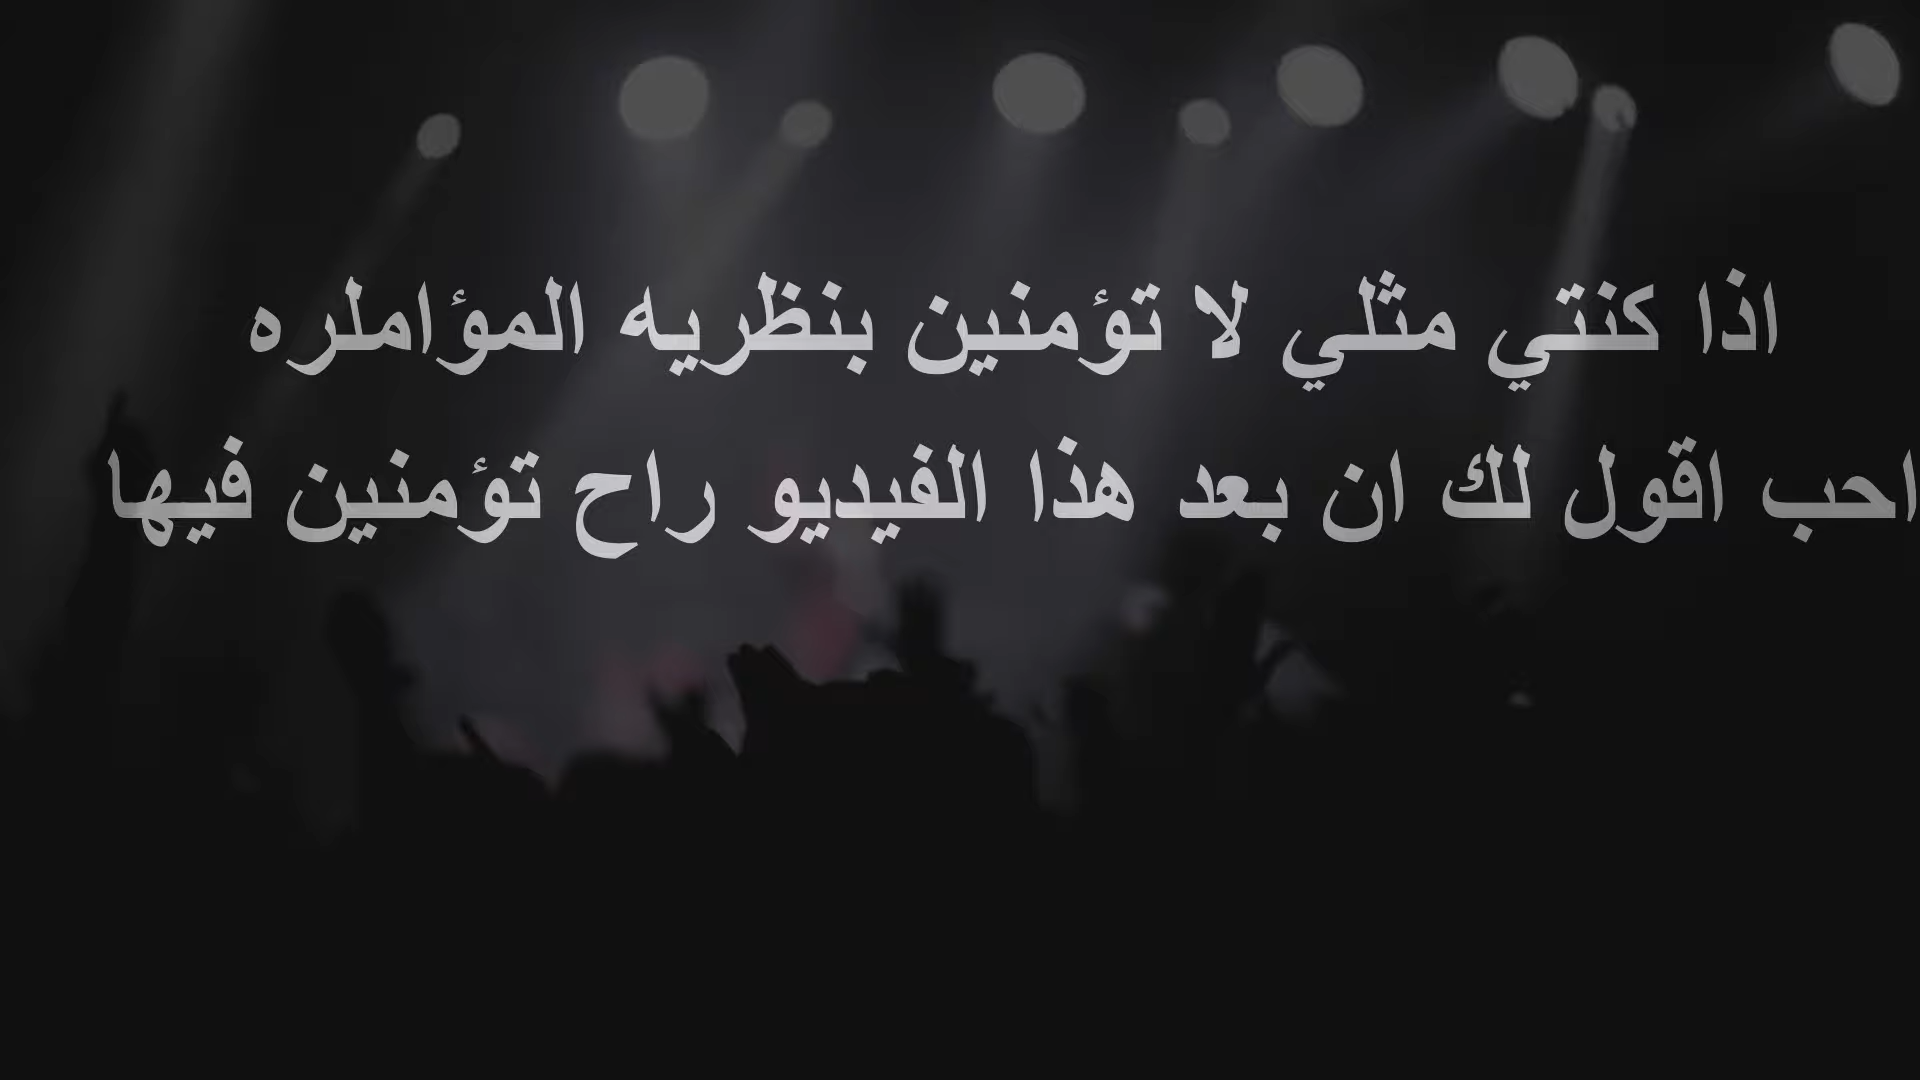 اذا كنتي مثلي لا تؤمنين بنظريه المؤاملره
احب اقول لك ان بعد هذا الفيديو راح تؤمنين فيها